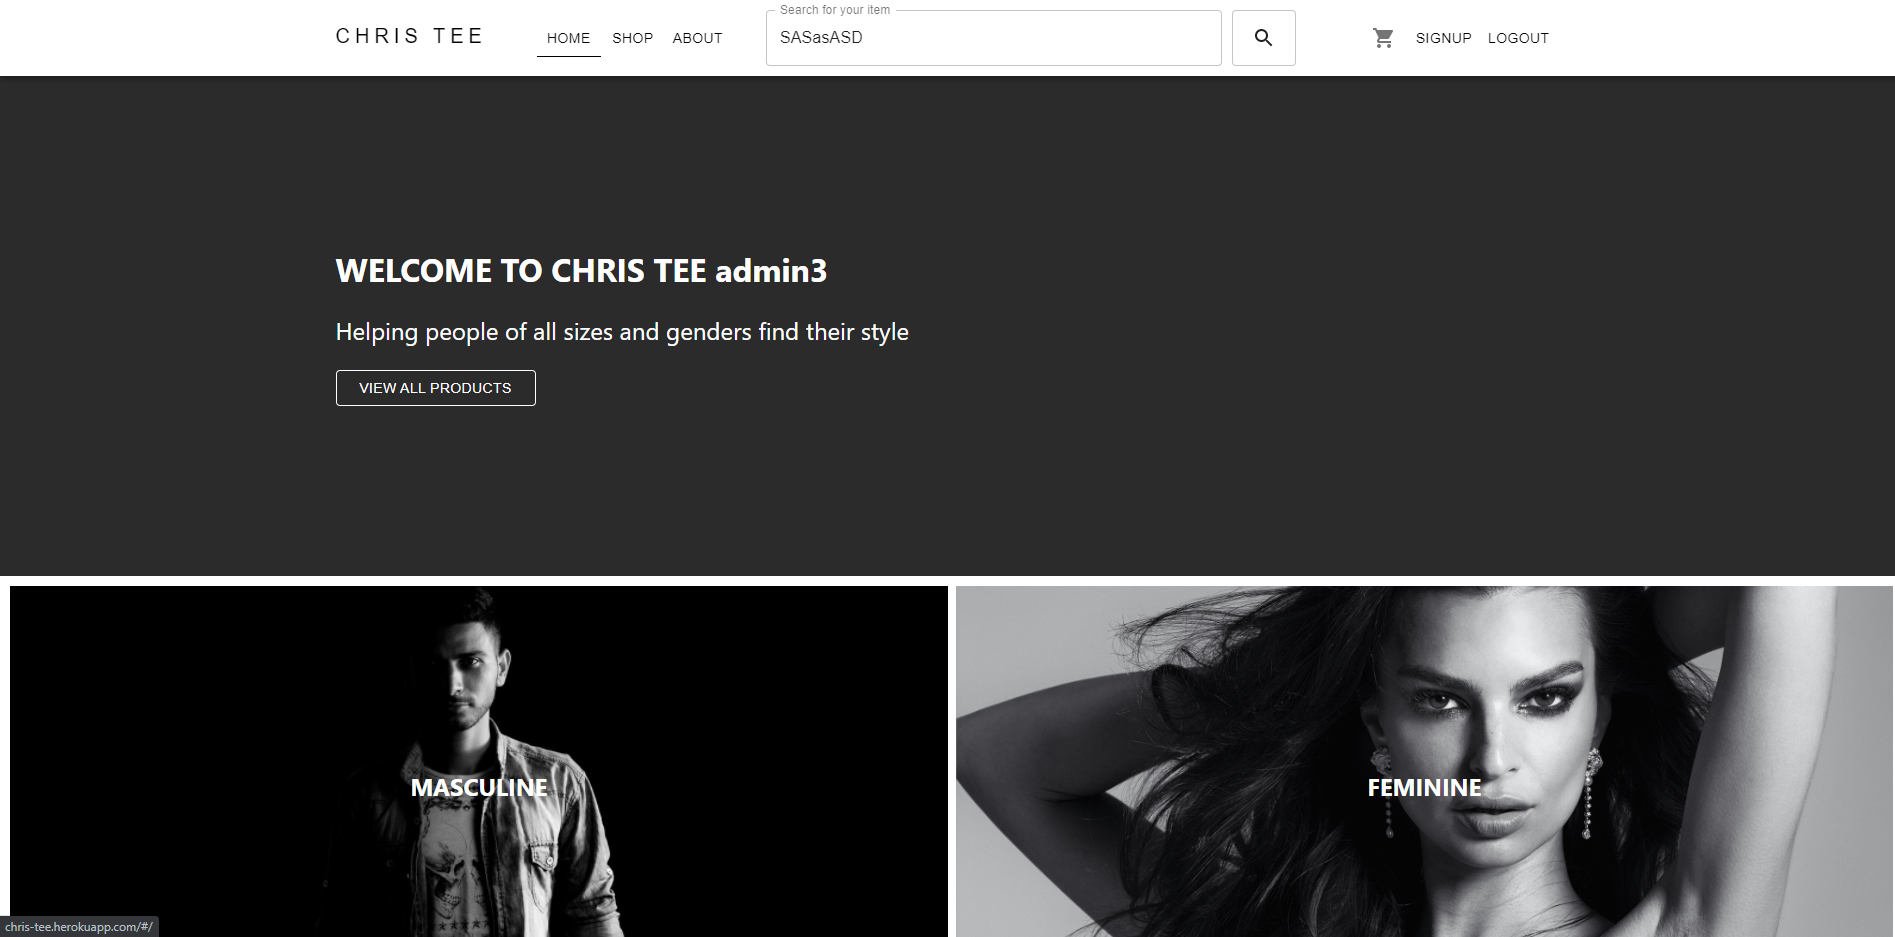 CHRIS TEE
HOME SHOP ABOUT
Search for your item
SASasASD
SIGNUP LOGOUT
WELCOME TO CHRIS TEE admin3
Helping people of all sizes and genders find their style
VIEW ALL PRODUCTS
MASCULINE
FEMININE
chris-tee.herokuapp.com/#/